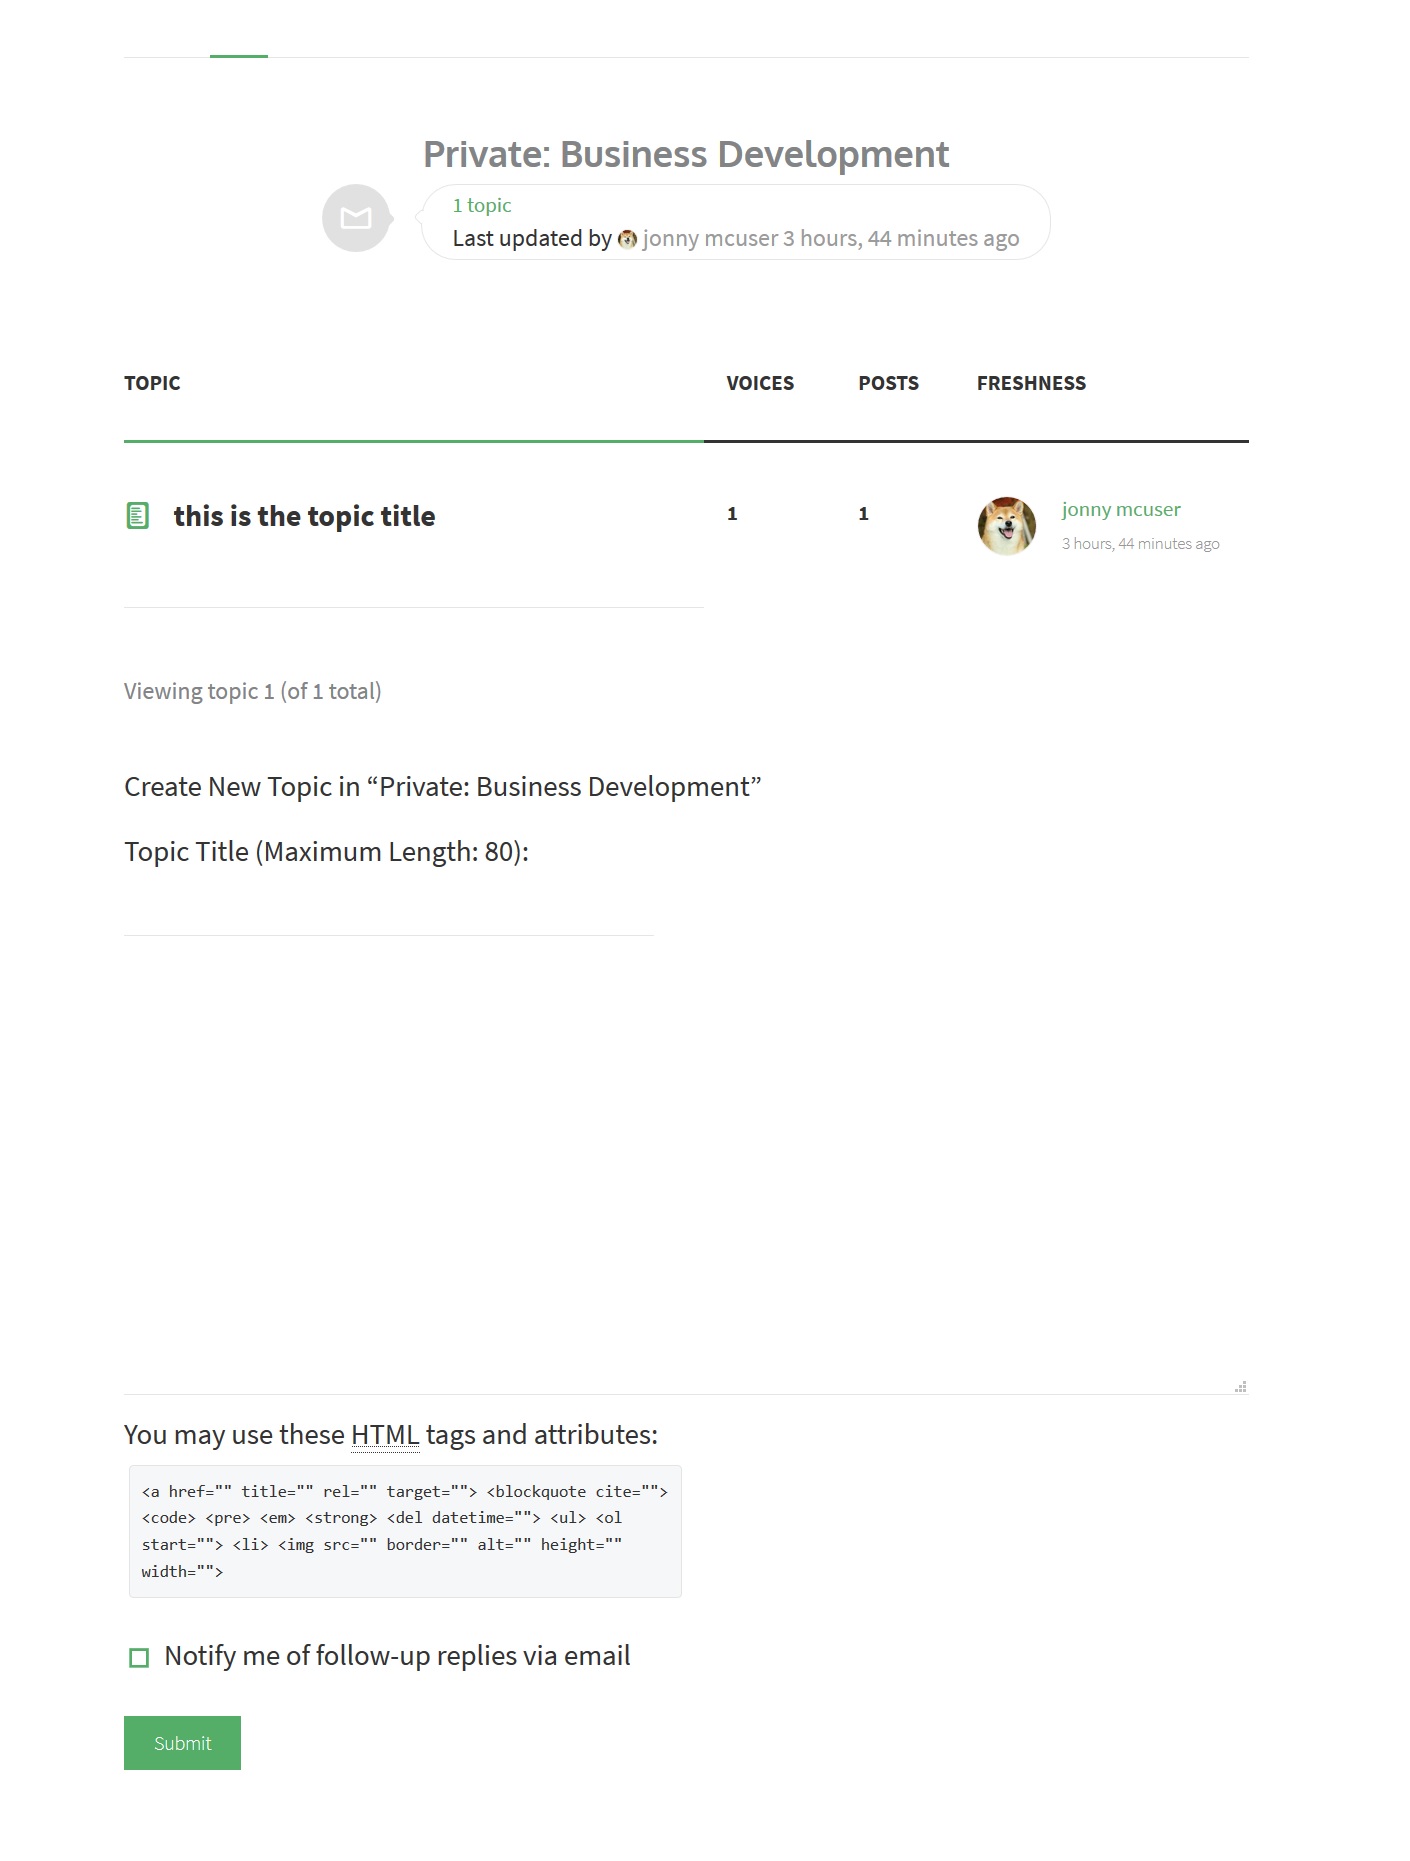 Private: Business Development
1 topic
Last updated by jonny mcuser 3 hours, 44 minutes ago
TOPIC VOICES POSTS FRESHNESS
this is the topic title 1 1 jonny mcuser
3 hours, 44 minutes ago
Viewing topic 1 (of 1 total)
Create New Topic in “Private: Business Development”
Topic Title (Maximum Length: 80):
You may use these HTML tags and attributes:
<a href="" title="" rel="" target=""> <blockquote cite="">
<code> <pre> <em> <strong> <del datetime=""> <ul> <ol
start=""> <li> <img src="" border="" alt="" height=""
width="">
Notify me of follow-up replies via email
Submit